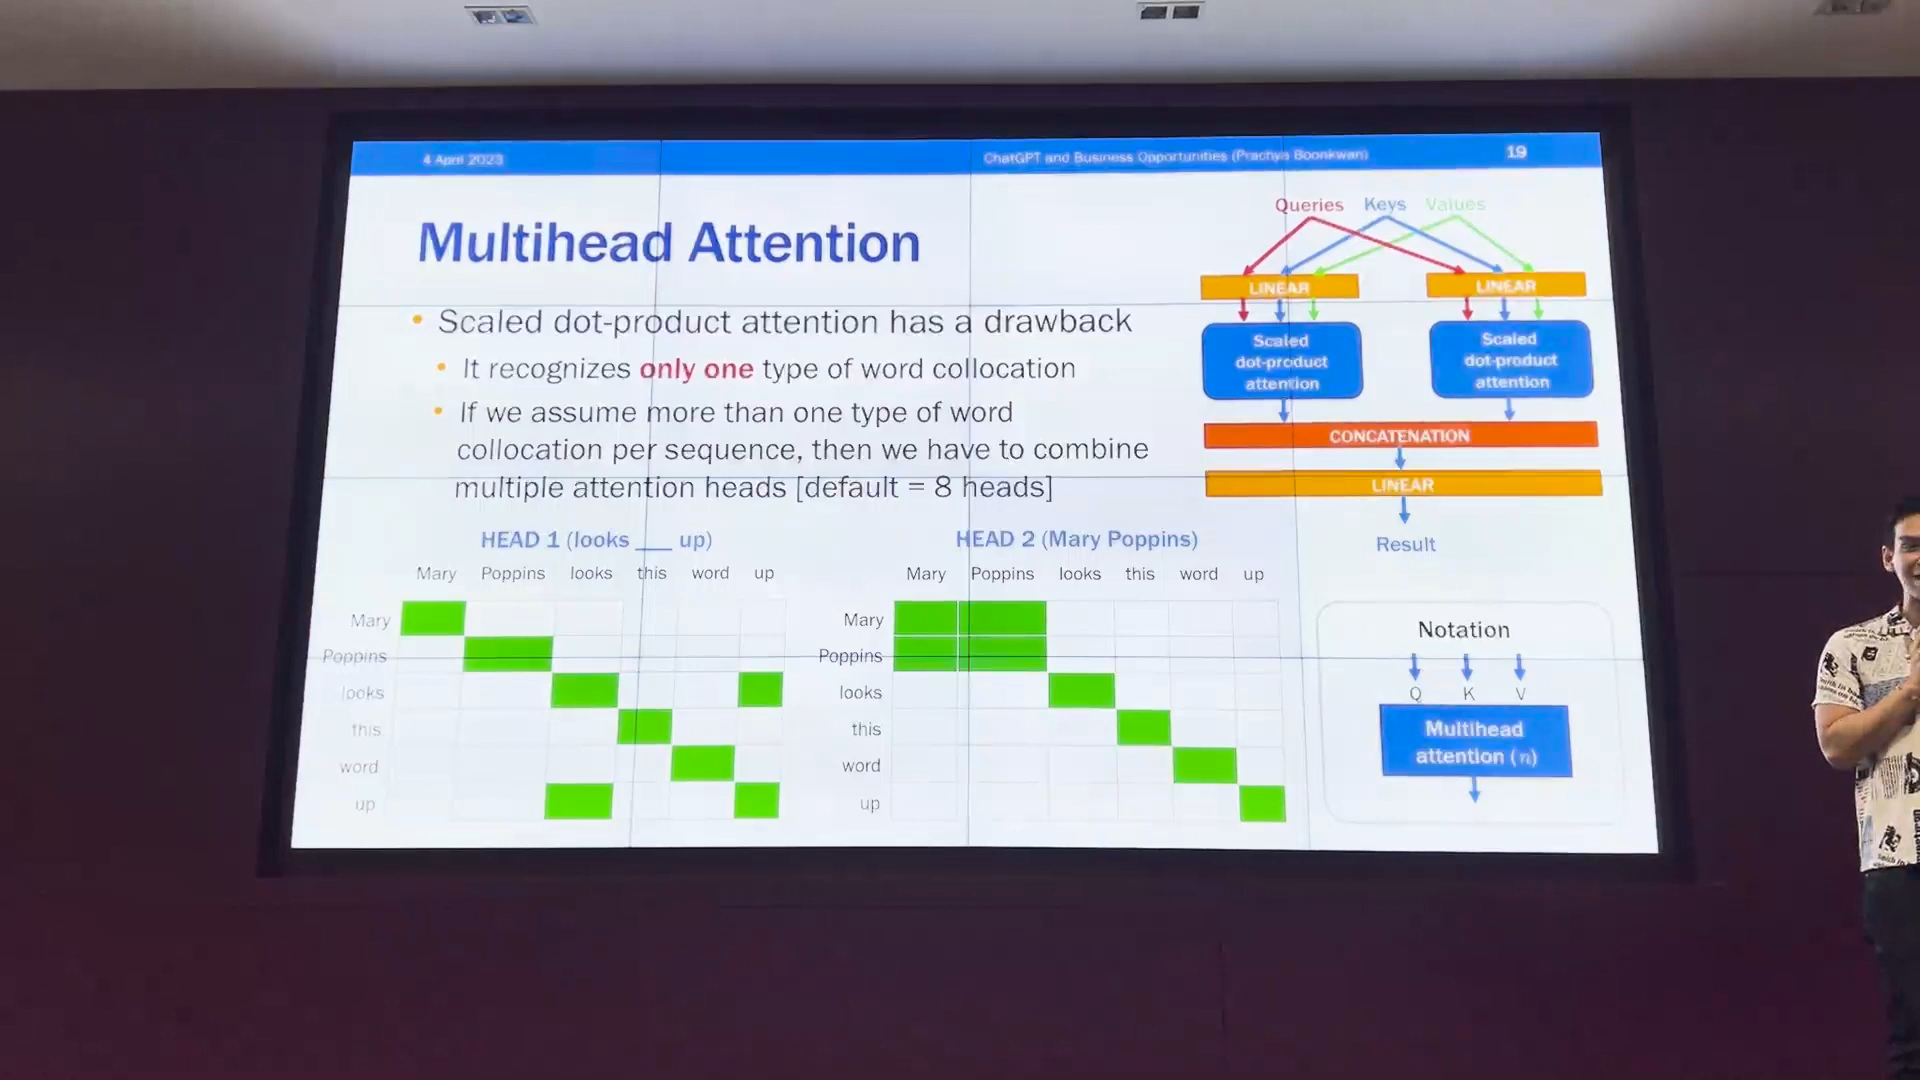 4 April 2023
ChatGPT and Business Opportunities (Prachya Boonkwan)
19
Multihead Attention
• Scaled dot-product attention has a drawback
• It recognizes only one type of word collocation
• If we assume more than one type of word
collocation per sequence, then we have to combine
multiple attention heads [default = 8 heads]
Queries Keys Values
LINEAR LINEAR
Scaled
dot-product
attention
Scaled
dot-product
attention
CONCATENATION
LINEAR
Result
HEAD 1 (looks ___ up)
Mary Poppins looks this word up
Mary
Poppins
looks
this
word
up
HEAD 2 (Mary Poppins)
Mary Poppins looks this word up
Mary
Poppins
looks
this
word
up
Notation
Q K V
Multihead
attention (n)